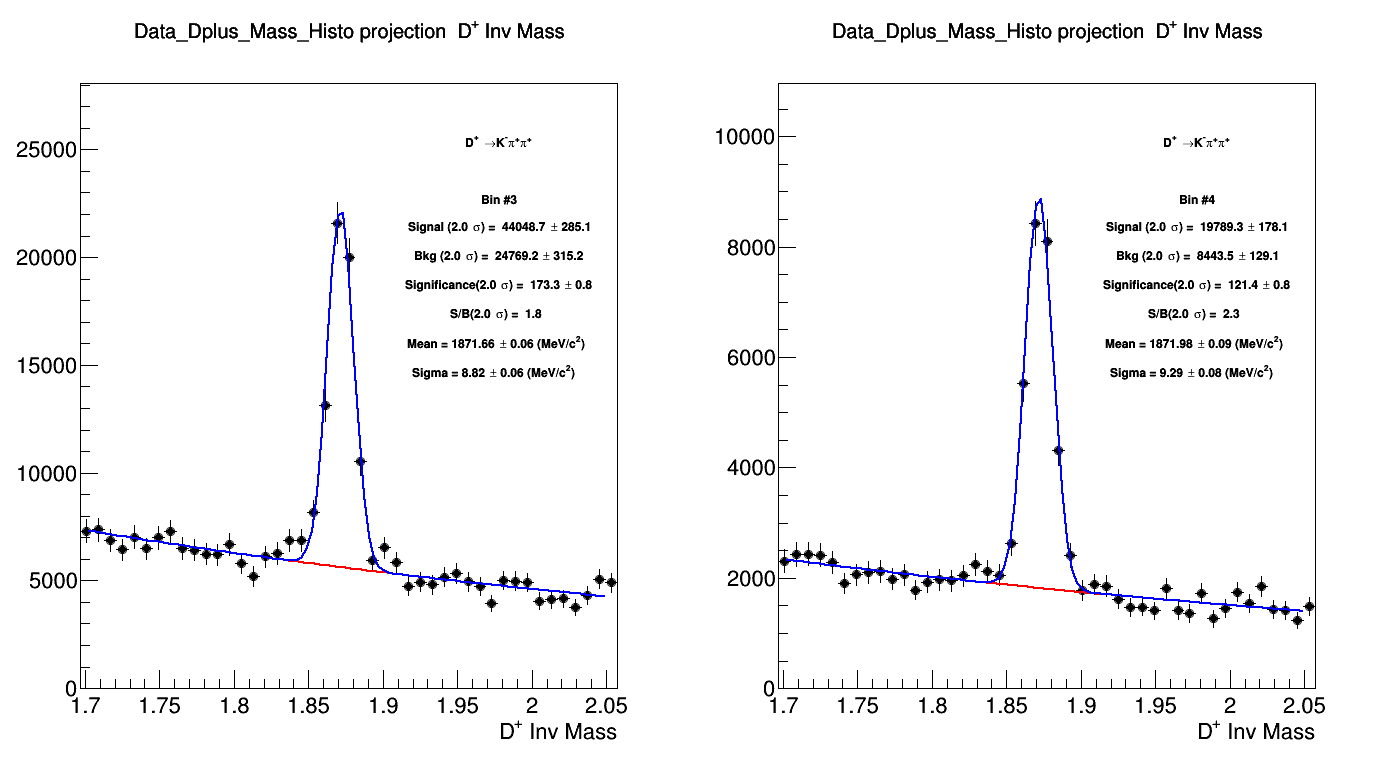 Data_Dplus_Mass_Histo projection D⁺ Inv Mass
25000
20000
15000
10000
5000
0
D⁺ →K⁻π⁺π⁺
Bin #3
Signal (2.0 σ) = 44048.7 ± 285.1
Bkg (2.0 σ) = 24769.2 ± 315.2
Significance(2.0 σ) = 173.3 ± 0.8
S/B(2.0 σ) = 1.8
Mean = 1871.66 ± 0.06 (MeV/c²)
Sigma = 8.82 ± 0.06 (MeV/c²)
1.7 1.75 1.8 1.85 1.9 1.95 2 2.05
D⁺ Inv Mass
Data_Dplus_Mass_Histo projection D⁺ Inv Mass
10000
8000
6000
4000
2000
0
D⁺ →K⁻π⁺π⁺
Bin #4
Signal (2.0 σ) = 19789.3 ± 178.1
Bkg (2.0 σ) = 8443.5 ± 129.1
Significance(2.0 σ) = 121.4 ± 0.8
S/B(2.0 σ) = 2.3
Mean = 1871.98 ± 0.09 (MeV/c²)
Sigma = 9.29 ± 0.08 (MeV/c²)
1.7 1.75 1.8 1.85 1.9 1.95 2 2.05
D⁺ Inv Mass